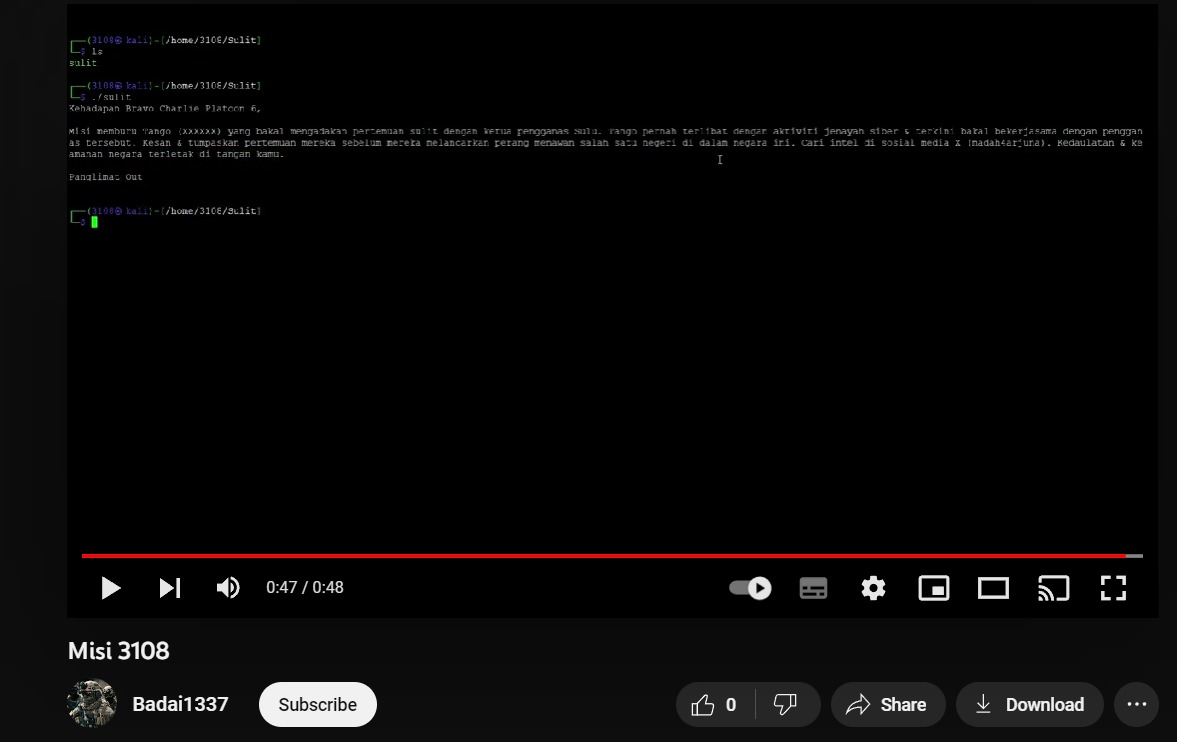 (3108㉿kali)-[/home/3108/Sulit]
$ ls
sulit
(3108㉿kali)-[/home/3108/Sulit]
$ ./sulit
Kehadapan Bravo Charlie Platoon 6,
Misi memburu Tango (XXXXXX) yang bakal mengadakan pertemuan sulit dengan ketua pengganas Sulu. Tango pernah terlibat dengan aktiviti jenayah siber & terkini bakal bekerjasama dengan penggan
as tersebut. Kesan & tumpaskan pertemuan mereka sebelum mereka melancarkan perang menawan salah satu negeri di dalam negara ini. Cari intel di sosial media X (madah4arjuna). Kedaulatan & ke
amanan negara terletak di tangan kamu.
Panglimat Out
(3108㉿kali)-[/home/3108/Sulit]
$
0:47 / 0:48
Misi 3108
Badai1337
Subscribe
0
Share
Download